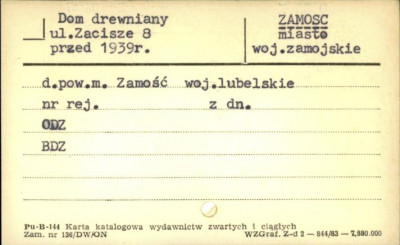 Dom drewniany
ul.Zacisze 8
przed 1939r.
ZAMOSC
miasto
woj.zamojskie
d.pow.m. Zamość woj.lubelskie
nr rej. z dn.
ODZ
BDZ
Pu-B-144 Karta katalogowa wydawnictw zwartych i ciągłych
Zam. nr 136/DW/ON WZGraf. Z-d 2 — 844/83 — 7,880.000